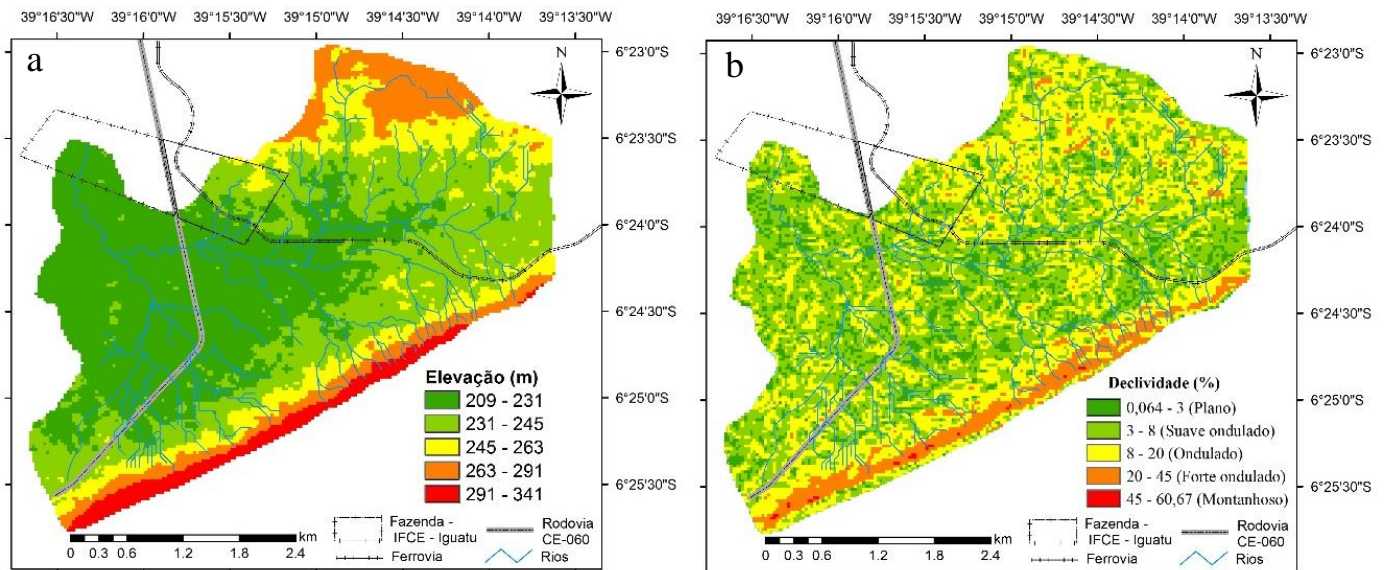 39°16'30"W 39°16'0"W 39°15'30"W 39°15'0"W 39°14'30"W 39°14'0"W 39°13'30"W
a
N
6°23'0"S
6°23'30"S
6°24'0"S
6°24'30"S
6°25'0"S
6°25'30"S
Elevação (m)
209 - 231
231 - 245
245 - 263
263 - 291
291 - 341
0 0.3 0.6 1.2 1.8 2.4
km
Fazenda -
IFCE - Iguatu
Ferrovia
Rodovia
CE-060
Rios
39°16'30"W 39°16'0"W 39°15'30"W 39°15'0"W 39°14'30"W 39°14'0"W 39°13'30"W
b
N
6°23'0"S
6°23'30"S
6°24'0"S
6°24'30"S
6°25'0"S
6°25'30"S
Declividade (%)
0,064 - 3 (Plano)
3 - 8 (Suave ondulado)
8 - 20 (Ondulado)
20 - 45 (Forte ondulado)
45 - 60,67 (Montanhoso)
0 0.3 0.6 1.2 1.8 2.4
km
Fazenda -
IFCE - Iguatu
Ferrovia
Rodovia
CE-060
Rios